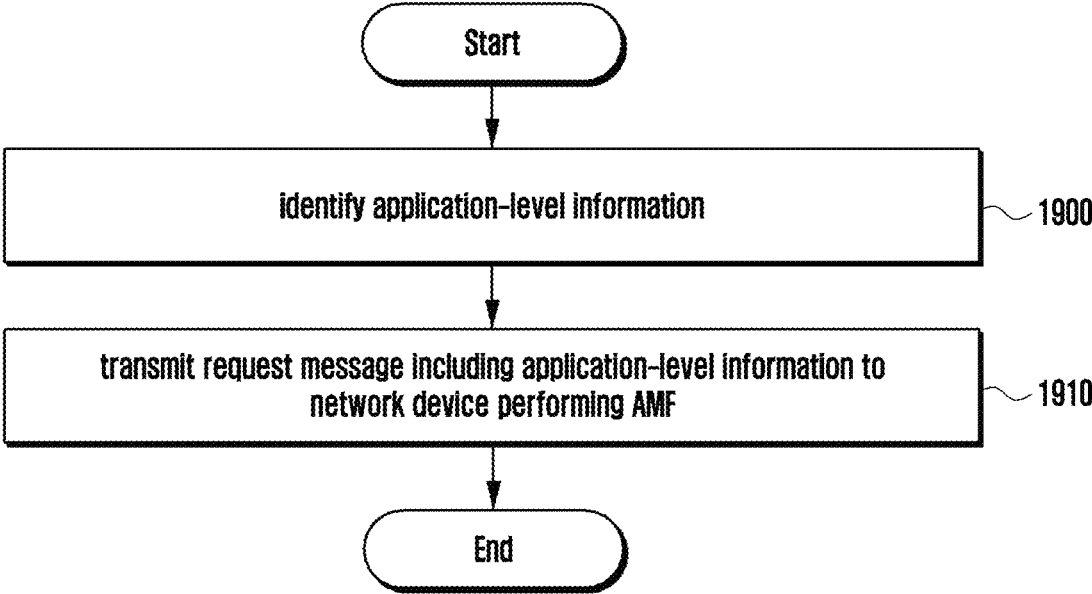 Start
identify application-level information
1900
transmit request message including application-level information to
network device performing AMF
1910
End